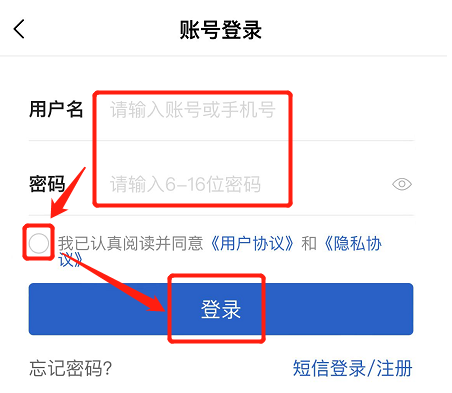 账号登录
用户名 请输入账号或手机号
密码 请输入6-16位密码
我已认真阅读并同意《用户协议》和《隐私协
议》
登录
忘记密码? 短信登录/注册